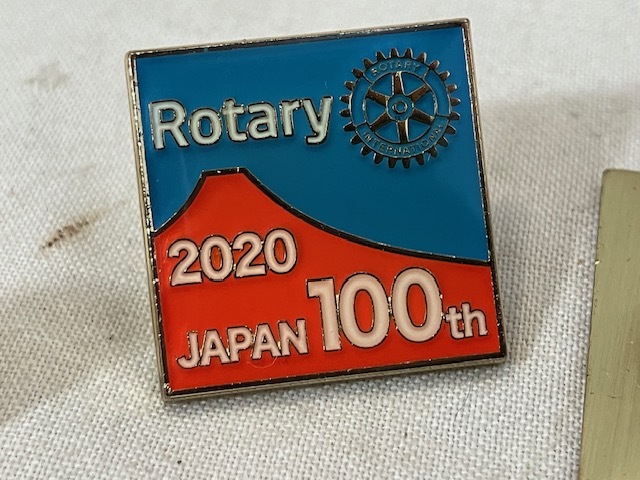 Rotary
ROTARY
INTERNATIONAL
2020
JAPAN 100th